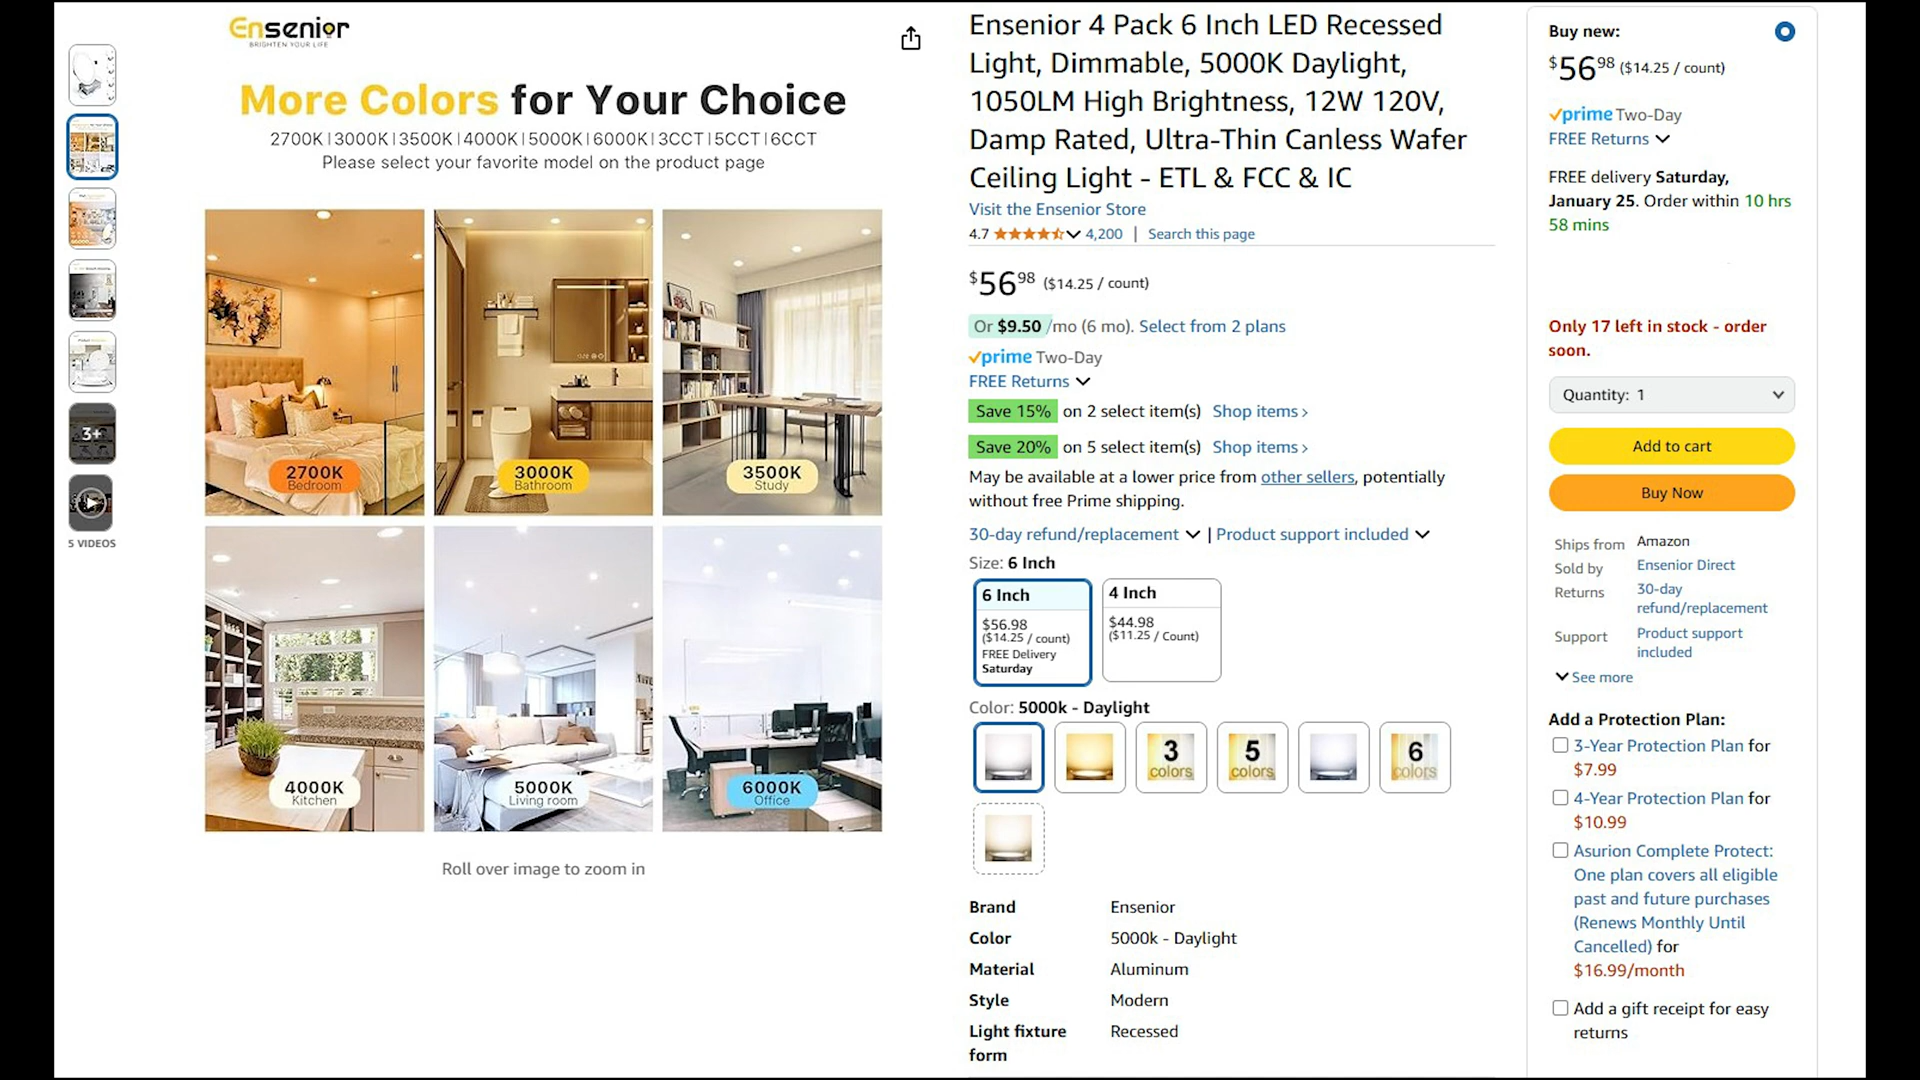 Ensenior
BRIGHTEN YOUR LIFE
More Colors for Your Choice
2700K | 3000K | 3500K | 4000K | 5000K | 6000K | 3CCT | 5CCT | 6CCT
Please select your favorite model on the product page
2700K
Bedroom
3000K
Bathroom
3500K
Study
4000K
Kitchen
5000K
Living room
6000K
Office
3+
5 VIDEOS
Roll over image to zoom in
Ensenior 4 Pack 6 Inch LED Recessed
Light, Dimmable, 5000K Daylight,
1050LM High Brightness, 12W 120V,
Damp Rated, Ultra-Thin Canless Wafer
Ceiling Light - ETL & FCC & IC
Visit the Ensenior Store
4.7 4,200 | Search this page
$56.98 ($14.25 / count)
Or $9.50 /mo (6 mo). Select from 2 plans
prime Two-Day
FREE Returns
Save 15% on 2 select item(s) Shop items ›
Save 20% on 5 select item(s) Shop items ›
May be available at a lower price from other sellers, potentially
without free Prime shipping.
30-day refund/replacement | Product support included
Size: 6 Inch
6 Inch
$56.98
($14.25 / count)
FREE Delivery
Saturday
4 Inch
$44.98
($11.25 / Count)
Color: 5000k - Daylight
3 colors
5 colors
6 colors
Brand Ensenior
Color 5000k - Daylight
Material Aluminum
Style Modern
Light fixture Recessed
form
Buy new:
$56.98 ($14.25 / count)
prime Two-Day
FREE Returns
FREE delivery Saturday,
January 25. Order within 10 hrs
58 mins
Only 17 left in stock - order
soon.
Quantity: 1
Add to cart
Buy Now
Ships from Amazon
Sold by Ensenior Direct
Returns 30-day
refund/replacement
Support Product support
included
See more
Add a Protection Plan:
3-Year Protection Plan for
$7.99
4-Year Protection Plan for
$10.99
Asurion Complete Protect:
One plan covers all eligible
past and future purchases
(Renews Monthly Until
Cancelled) for
$16.99/month
Add a gift receipt for easy
returns